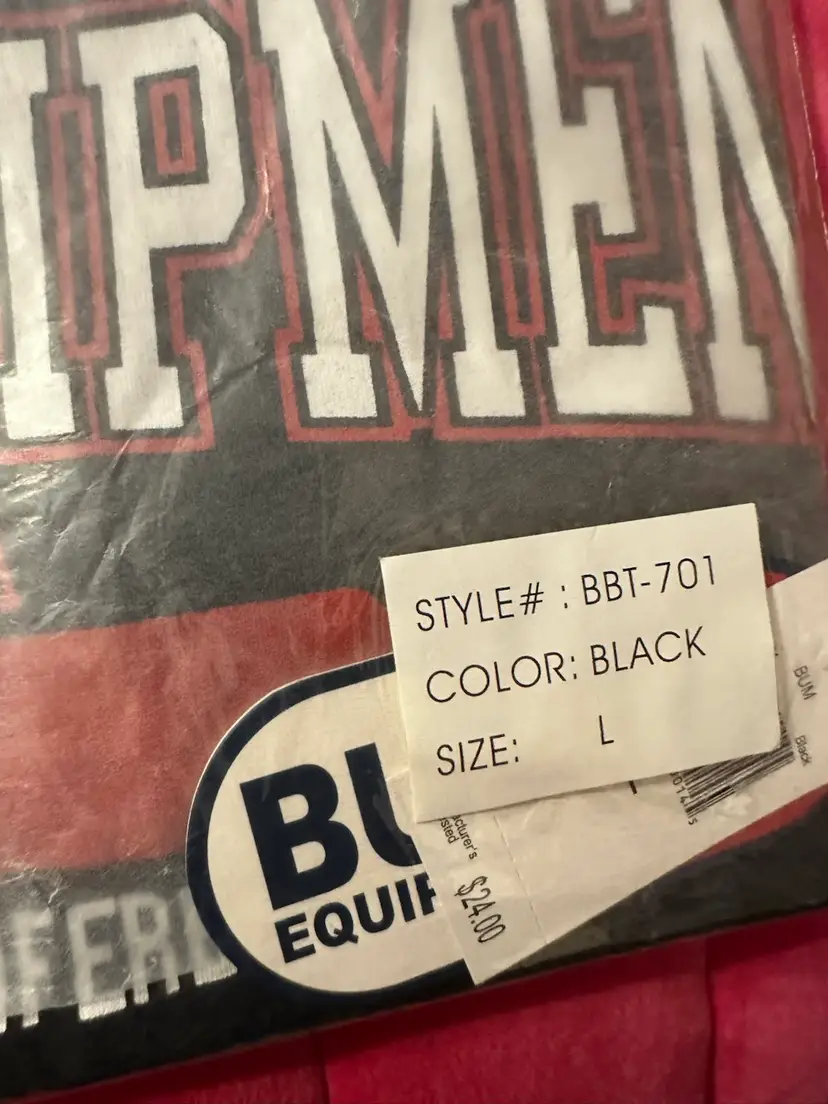 IPMEN
STYLE# : BBT-701
COLOR: BLACK
SIZE: L
BUM
Black
BU
EQUIP
$24.00